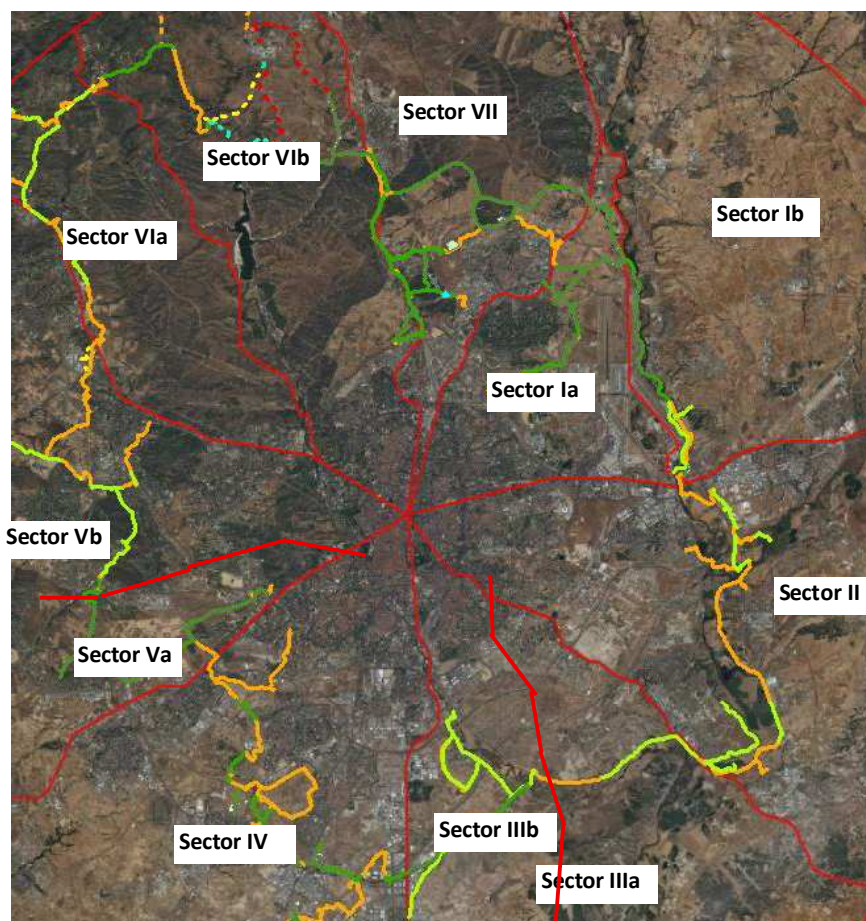 Sector VII
Sector VIb
Sector Ib
Sector VIa
Sector Ia
Sector Vb
Sector II
Sector Va
Sector IIIb
Sector IV
Sector IIIa